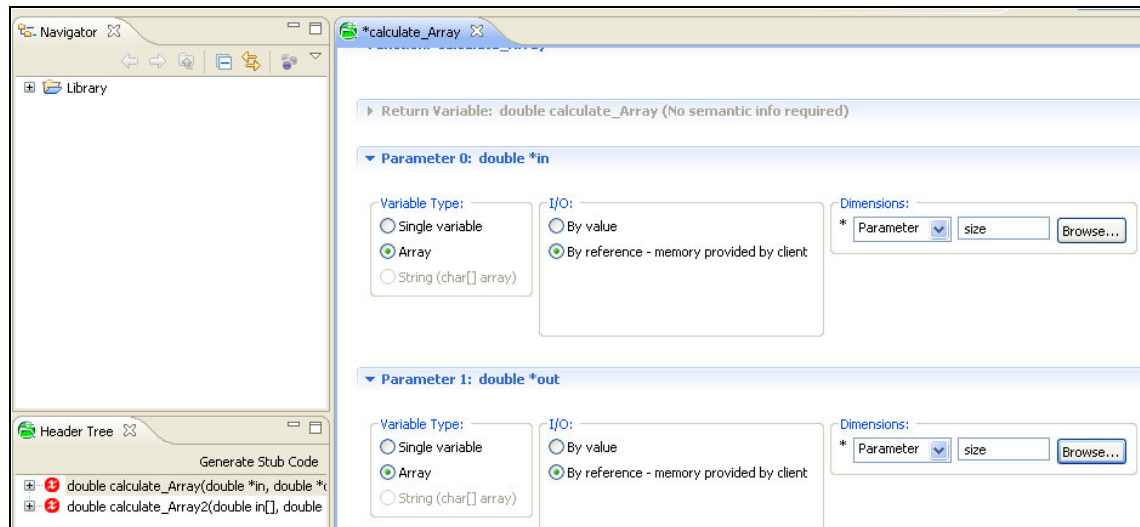 Navigator
Library
Header Tree
Generate Stub Code
double calculate_Array(double *in, double *
double calculate_Array2(double in[], double
*calculate_Array
Return Variable: double calculate_Array (No semantic info required)
Parameter 0: double *in
Variable Type:
Single variable
Array
String (char[] array)
I/O:
By value
By reference - memory provided by client
Dimensions:
* Parameter size Browse...
Parameter 1: double *out
Variable Type:
Single variable
Array
String (char[] array)
I/O:
By value
By reference - memory provided by client
Dimensions:
* Parameter size Browse...